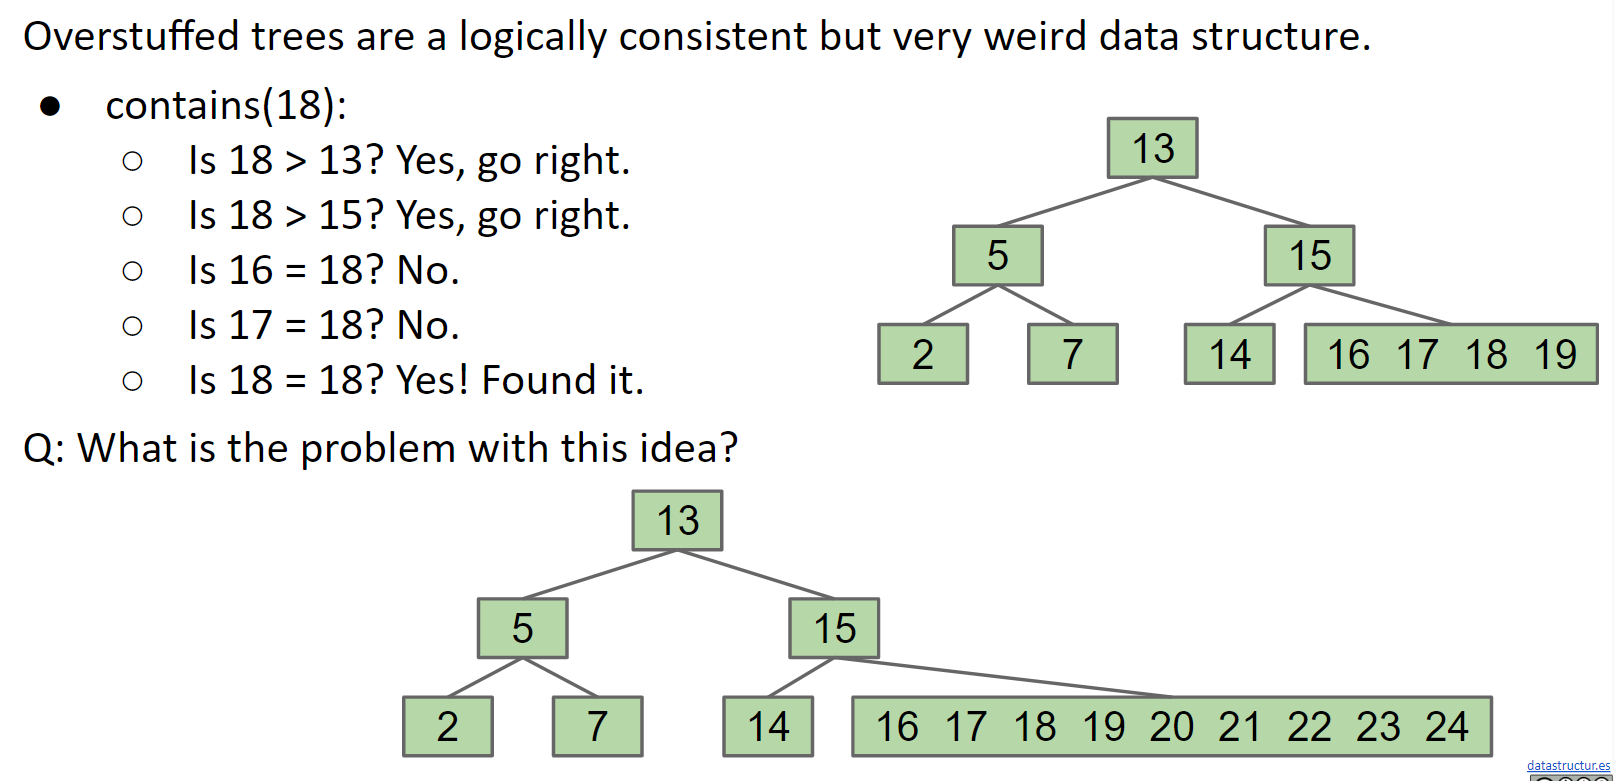 Overstuffed trees are a logically consistent but very weird data structure.
● contains(18):
○ Is 18 > 13? Yes, go right.
○ Is 18 > 15? Yes, go right.
○ Is 16 = 18? No.
○ Is 17 = 18? No.
○ Is 18 = 18? Yes! Found it.
13
5 15
2 7 14 16 17 18 19
Q: What is the problem with this idea?
13
5 15
2 7 14 16 17 18 19 20 21 22 23 24
datastructur.es